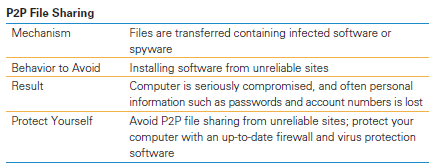 P2P File Sharing
Mechanism Files are transferred containing infected software or
spyware
Behavior to Avoid Installing software from unreliable sites
Result Computer is seriously compromised, and often personal
information such as passwords and account numbers is lost
Protect Yourself Avoid P2P file sharing from unreliable sites; protect your
computer with an up-to-date firewall and virus protection
software